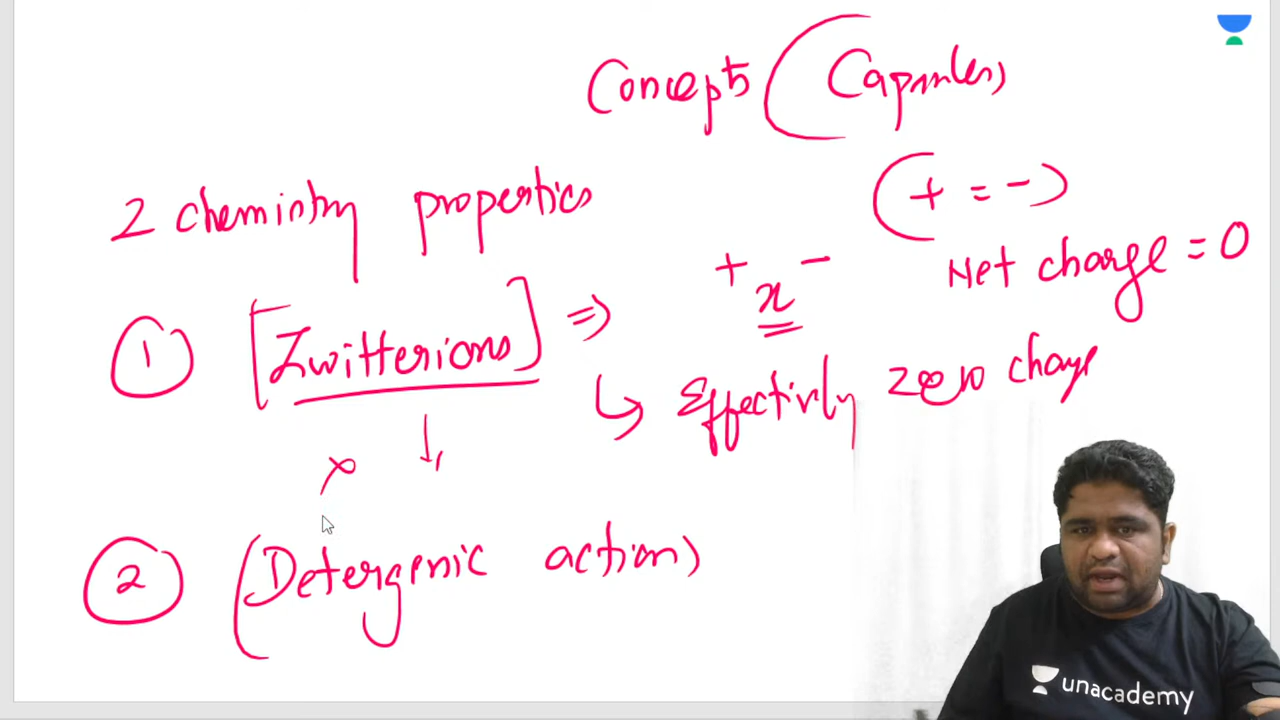 Concepts (Capsules)
2 chemistry properties
(+ = -)
Net charge = 0
+ x -
① [Zwitterions] ⇒
↳ Effectively zero charge
② (Detergenic action)
unacademy